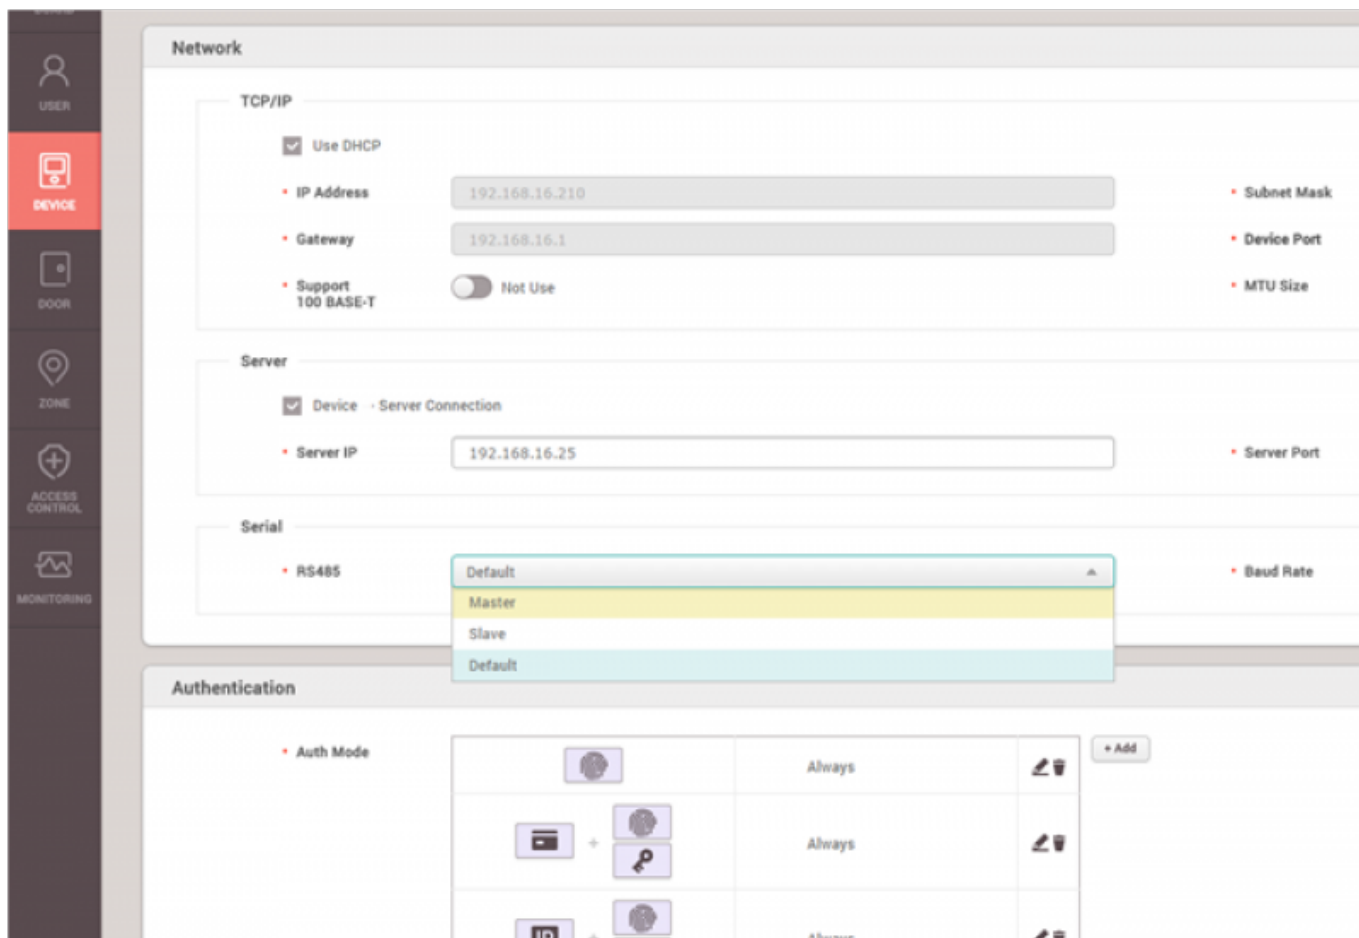 Network
USER
TCP/IP
Use DHCP
DEVICE
IP Address 192.168.16.210 Subnet Mask
Gateway 192.168.16.1 Device Port
Support
100 BASE-T Not Use MTU Size
DOOR
Server
ZONE
Device Server Connection
Server IP 192.168.16.25 Server Port
ACCESS
CONTROL
Serial
RS485 Default Baud Rate
MONITORING
Master
Slave
Default
Authentication
Auth Mode + Add
Always
+ Always
ID + Always